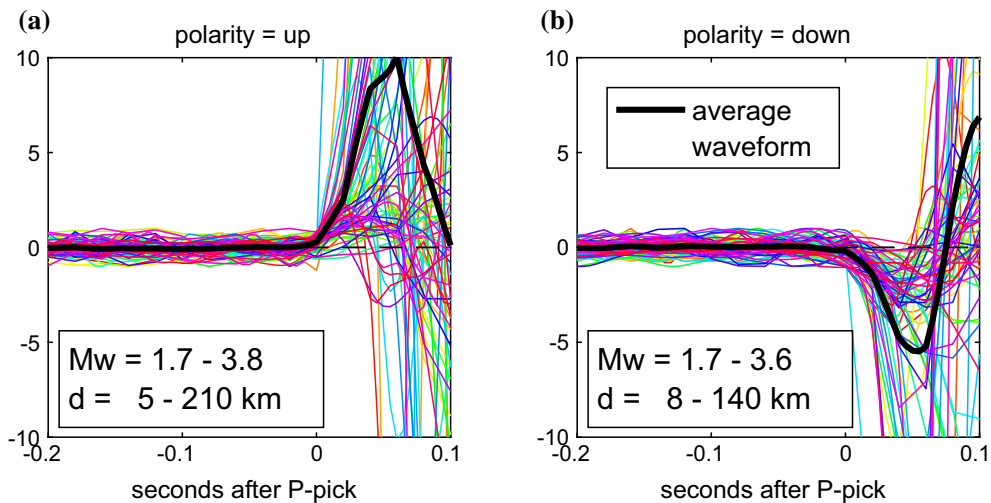 (a)
polarity = up
10
5
0
-5
-10
Mw = 1.7 - 3.8
d = 5 - 210 km
-0.2
-0.1
0
0.1
seconds after P-pick
(b)
polarity = down
10
5
0
-5
-10
average
waveform
Mw = 1.7 - 3.6
d = 8 - 140 km
-0.2
-0.1
0
0.1
seconds after P-pick